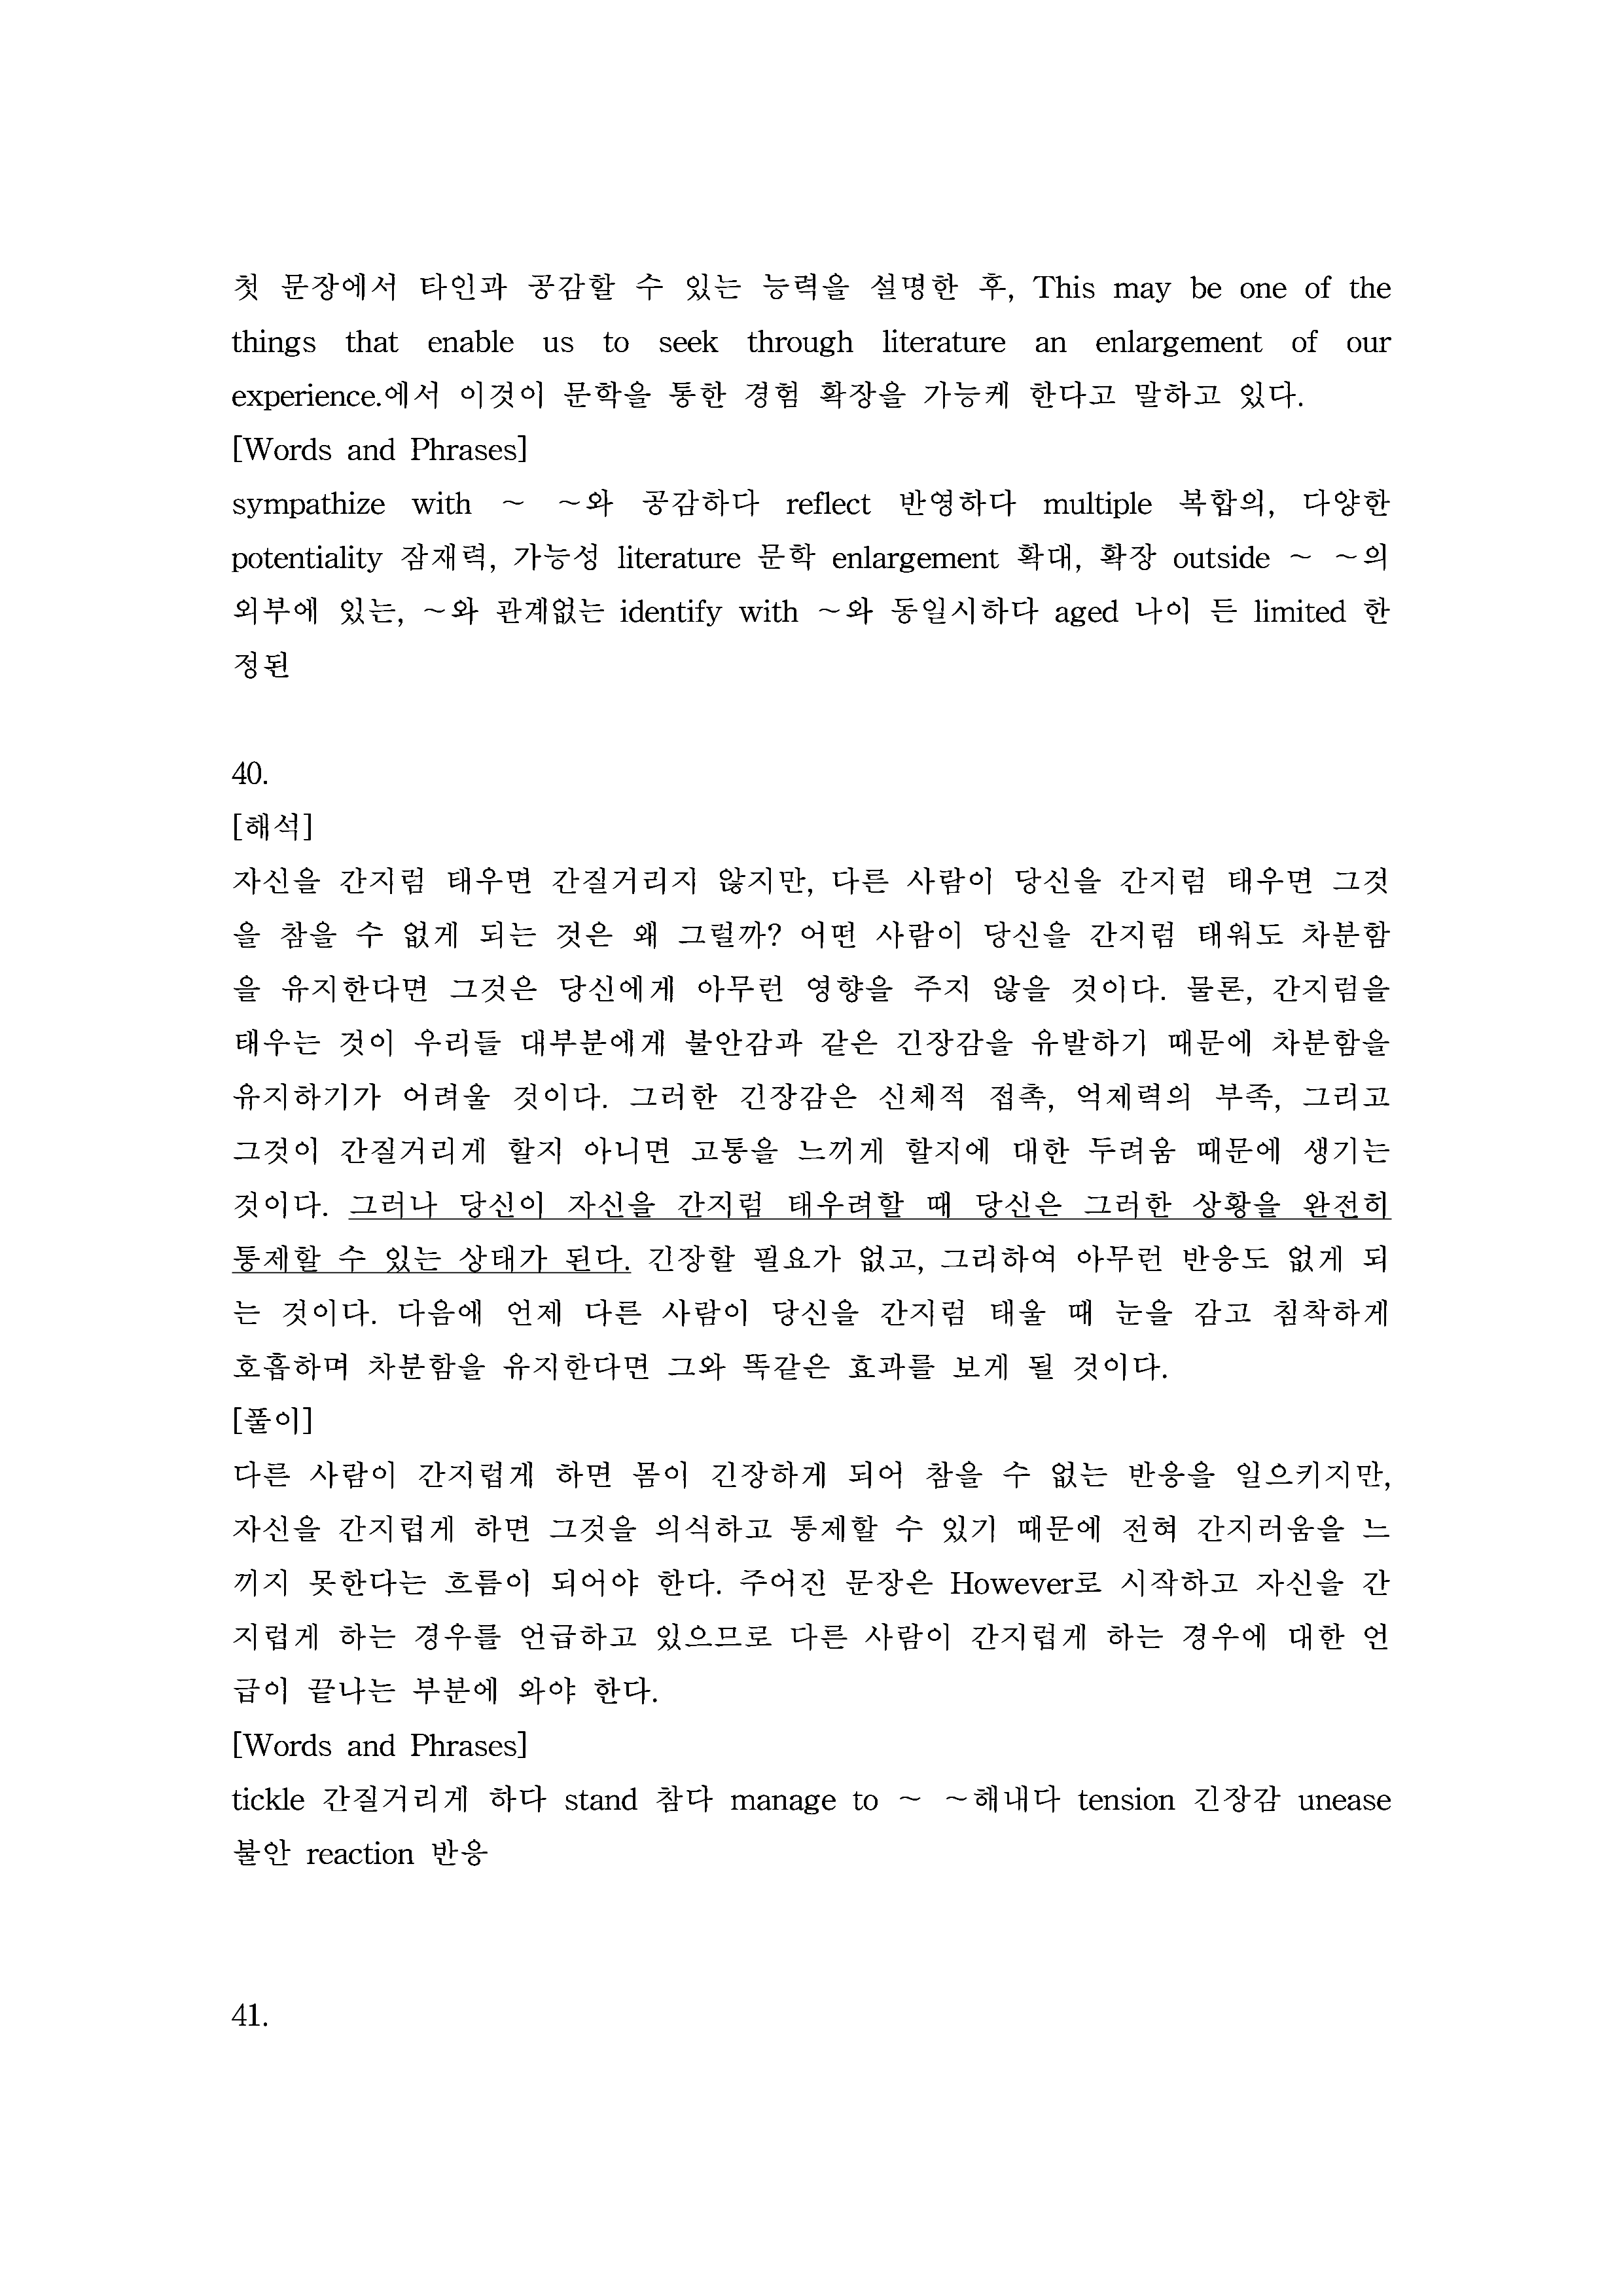 첫 문장에서 타인과 공감할 수 있는 능력을 설명한 후, This may be one of the
things that enable us to seek through literature an enlargement of our
experience.에서 이것이 문학을 통한 경험 확장을 가능케 한다고 말하고 있다.
[Words and Phrases]
sympathize with ~ ~와 공감하다 reflect 반영하다 multiple 복합의, 다양한
potentiality 잠재력, 가능성 literature 문학 enlargement 확대, 확장 outside ~ ~의
외부에 있는, ~와 관계없는 identify with ~와 동일시하다 aged 나이 든 limited 한
정된
40.
[해석]
자신을 간지럼 태우면 간질거리지 않지만, 다른 사람이 당신을 간지럼 태우면 그것
을 참을 수 없게 되는 것은 왜 그럴까? 어떤 사람이 당신을 간지럼 태워도 차분함
을 유지한다면 그것은 당신에게 아무런 영향을 주지 않을 것이다. 물론, 간지럼을
태우는 것이 우리들 대부분에게 불안감과 같은 긴장감을 유발하기 때문에 차분함을
유지하기가 어려울 것이다. 그러한 긴장감은 신체적 접촉, 억제력의 부족, 그리고
그것이 간질거리게 할지 아니면 고통을 느끼게 할지에 대한 두려움 때문에 생기는
것이다. 그러나 당신이 자신을 간지럼 태우려할 때 당신은 그러한 상황을 완전히
통제할 수 있는 상태가 된다. 긴장할 필요가 없고, 그리하여 아무런 반응도 없게 되
는 것이다. 다음에 언제 다른 사람이 당신을 간지럼 태울 때 눈을 감고 침착하게
호흡하며 차분함을 유지한다면 그와 똑같은 효과를 보게 될 것이다.
[풀이]
다른 사람이 간지럽게 하면 몸이 긴장하게 되어 참을 수 없는 반응을 일으키지만,
자신을 간지럽게 하면 그것을 의식하고 통제할 수 있기 때문에 전혀 간지러움을 느
끼지 못한다는 흐름이 되어야 한다. 주어진 문장은 However로 시작하고 자신을 간
지럽게 하는 경우를 언급하고 있으므로 다른 사람이 간지럽게 하는 경우에 대한 언
급이 끝나는 부분에 와야 한다.
[Words and Phrases]
tickle 간질거리게 하다 stand 참다 manage to ~ ~해내다 tension 긴장감 unease
불안 reaction 반응
41.